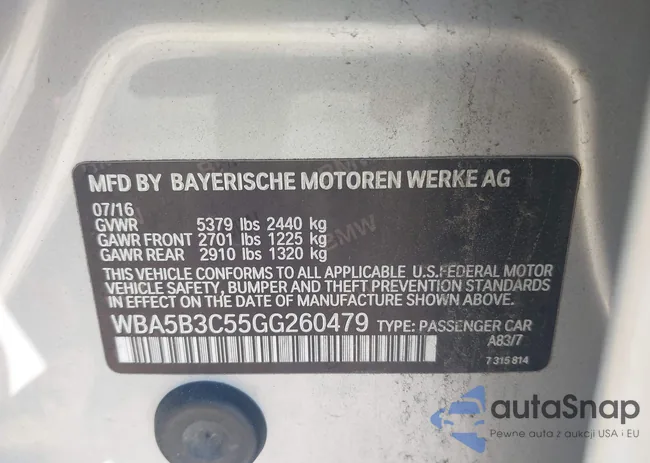 MFD BY BAYERISCHE MOTOREN WERKE AG
07/16
GVWR 5379 lbs 2440 kg
GAWR FRONT 2701 lbs 1225 kg
GAWR REAR 2910 lbs 1320 kg
THIS VEHICLE CONFORMS TO ALL APPLICABLE U.S.FEDERAL MOTOR
VEHICLE SAFETY, BUMPER AND THEFT PREVENTION STANDARDS
IN EFFECT ON THE DATE OF MANUFACTURE SHOWN ABOVE.
WBA5B3C55GG260479 TYPE: PASSENGER CAR
A83/7
7 315 814
autaSnap
Pewne auta z aukcji USA i EU